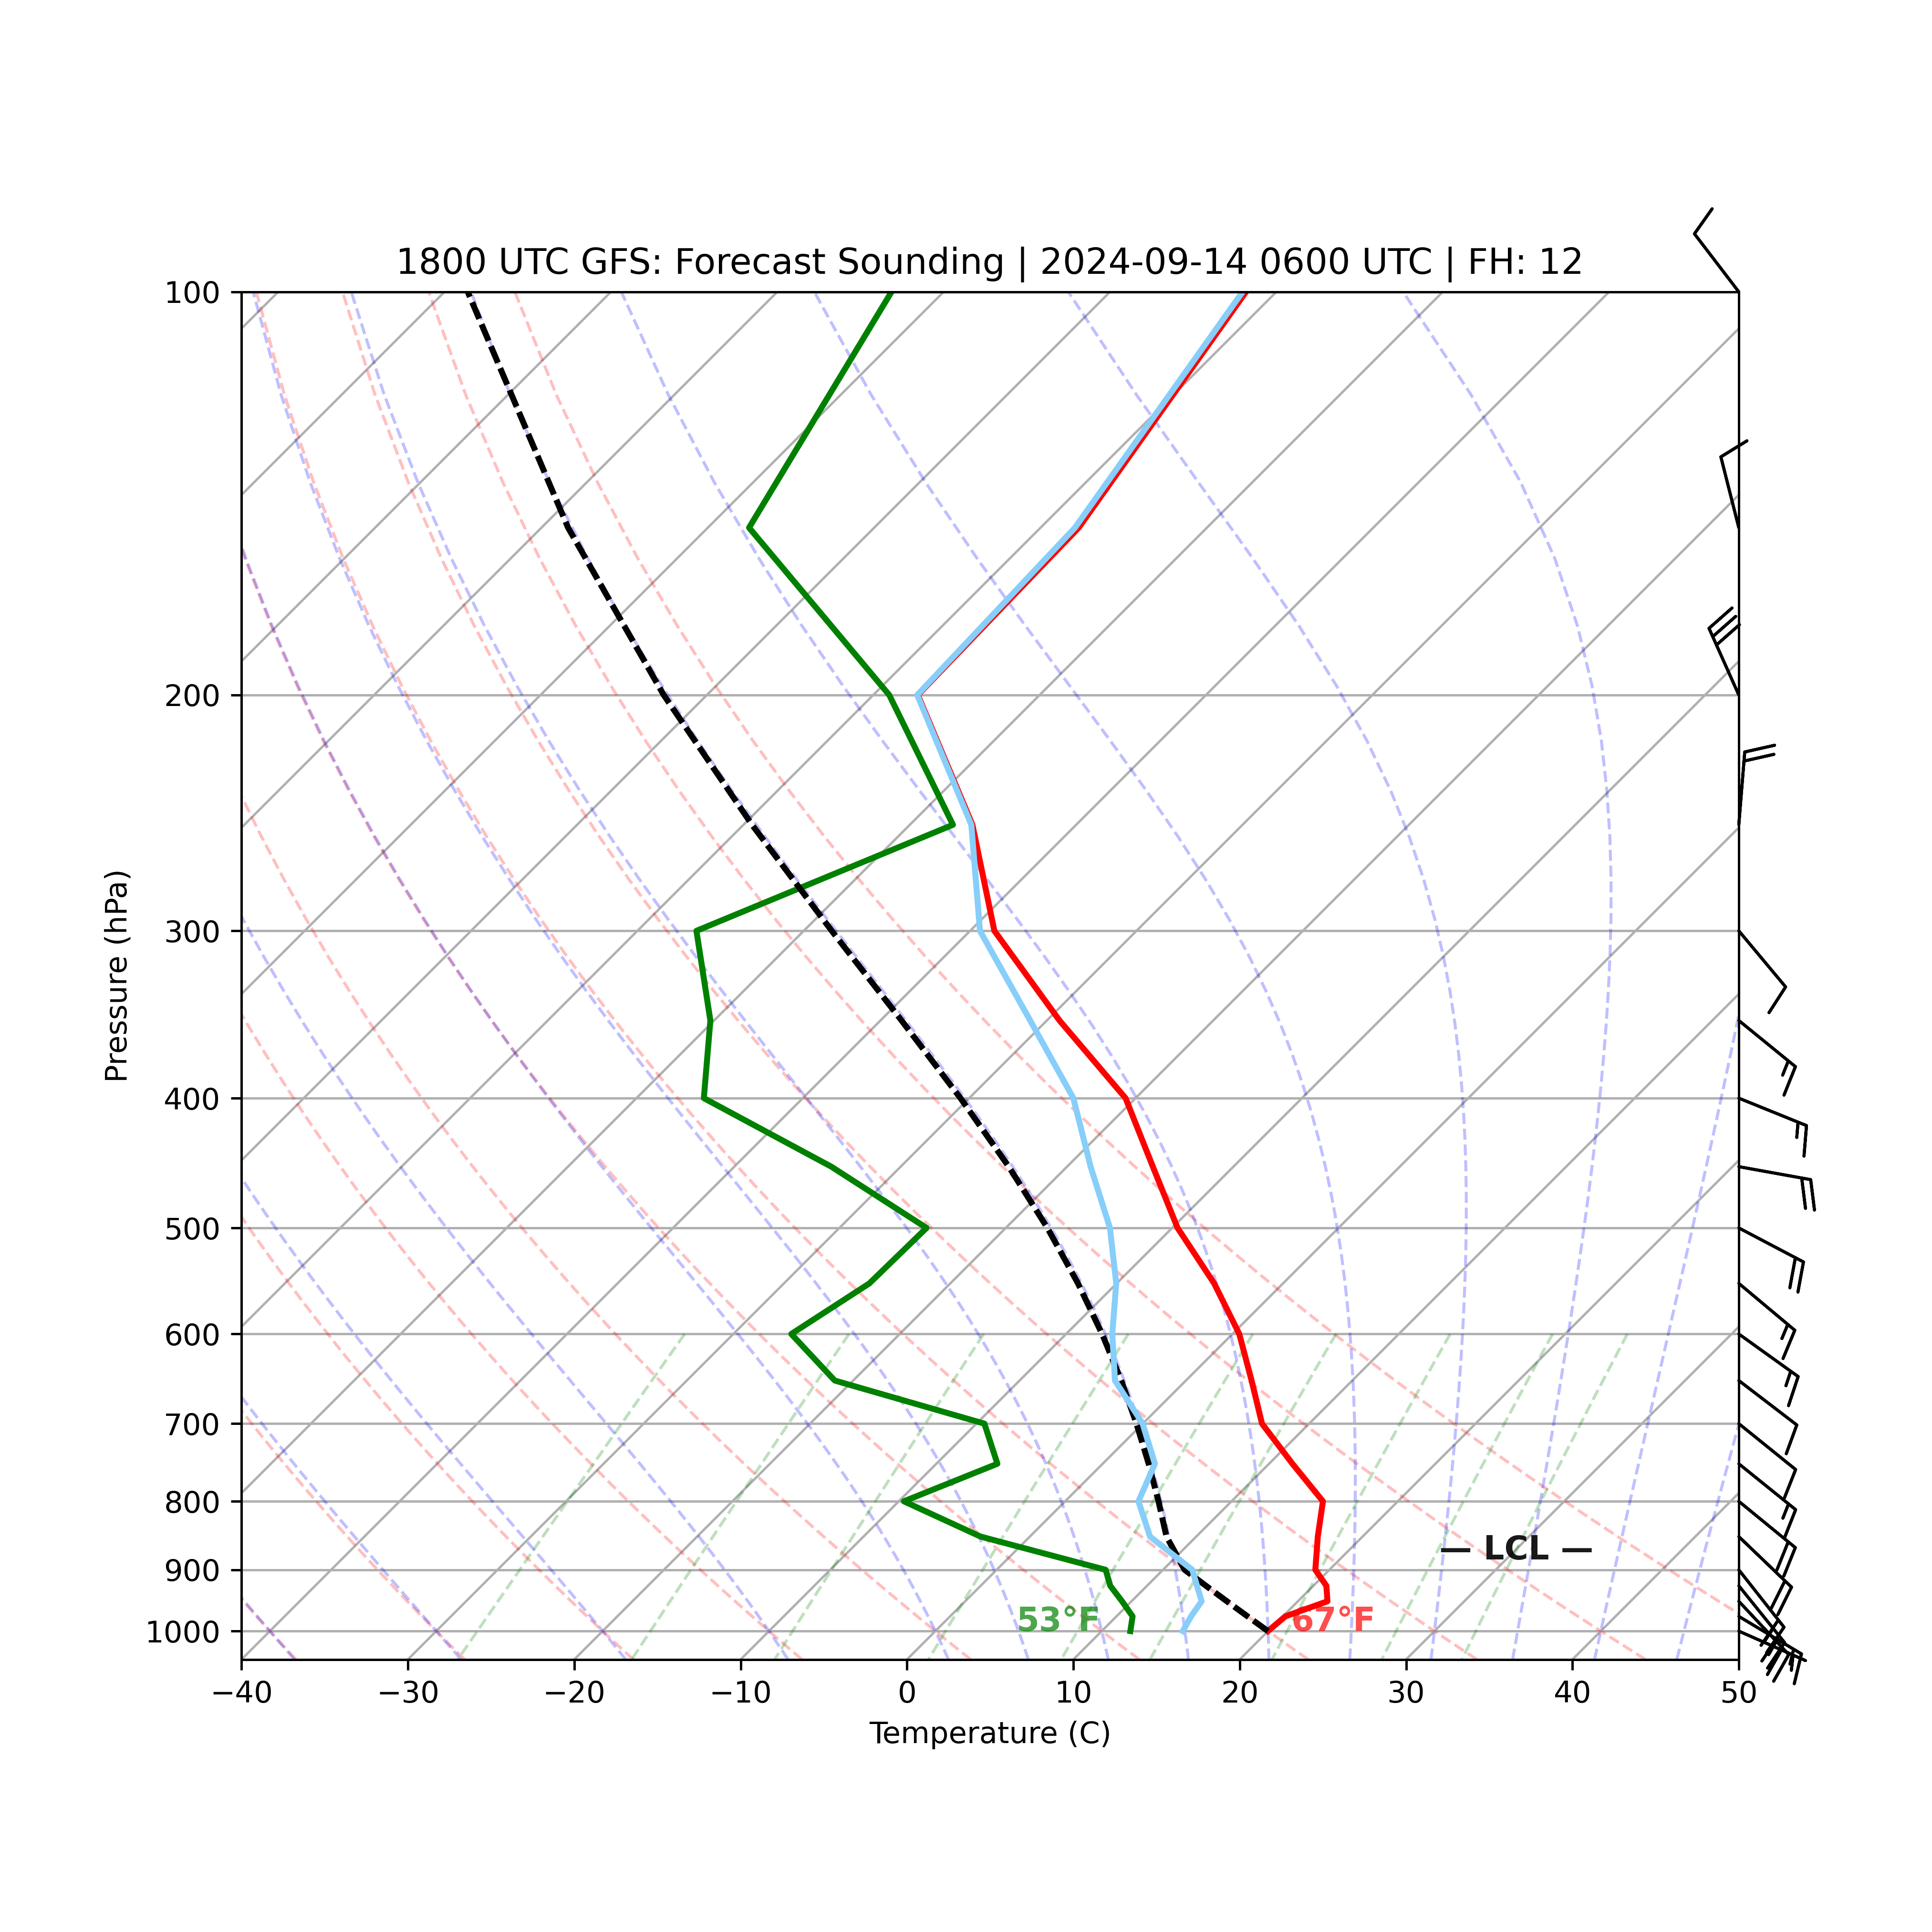 1800 UTC GFS: Forecast Sounding | 2024-09-14 0600 UTC | FH: 12
100
200
300
400
500
600
700
800
900
1000
Pressure (hPa)
— LCL —
53°F
67°F
−40 −30 −20 −10 0 10 20 30 40 50
Temperature (C)